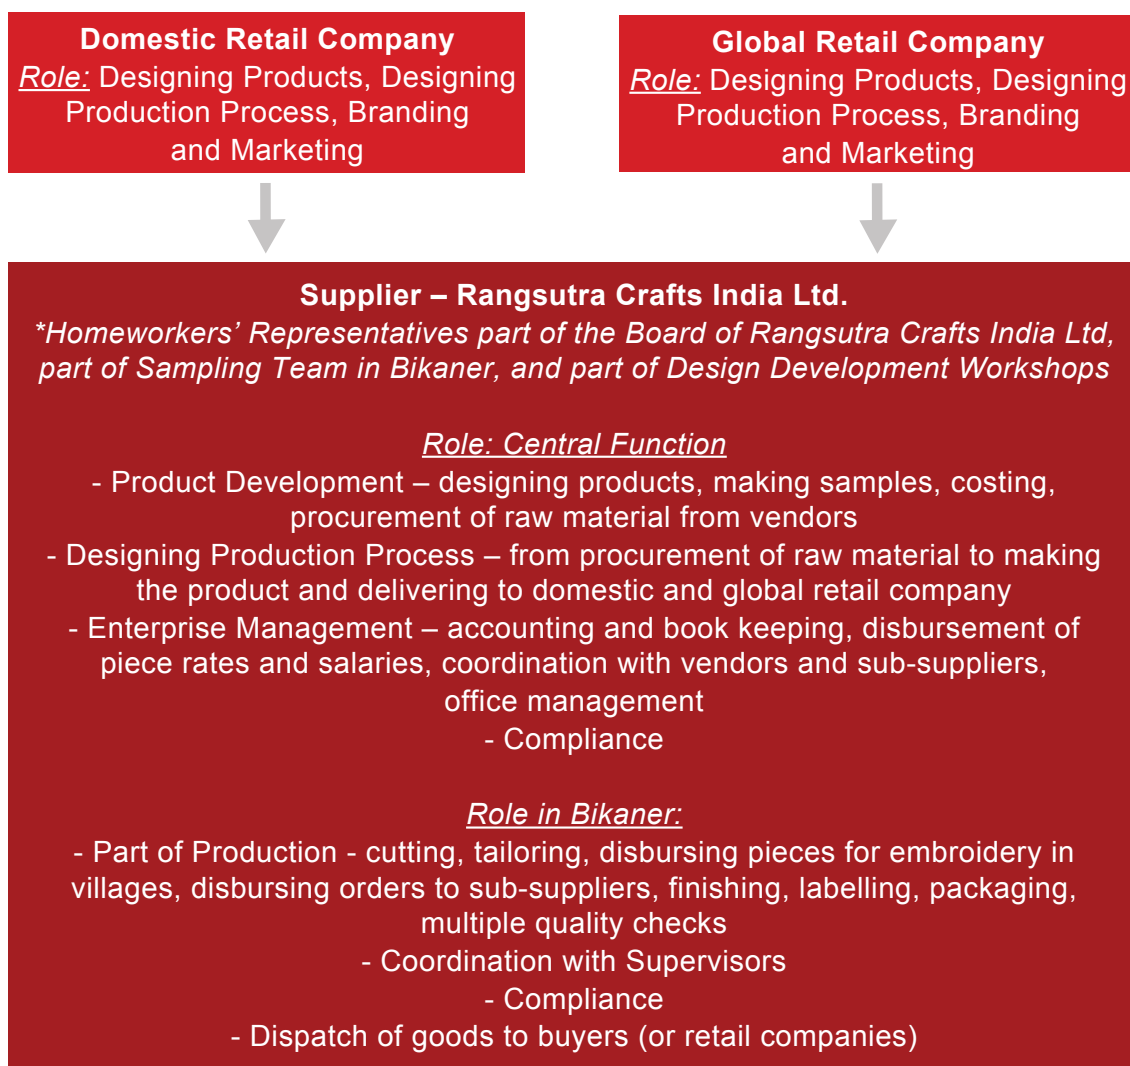 Domestic Retail Company
Role: Designing Products, Designing
Production Process, Branding
and Marketing
Global Retail Company
Role: Designing Products, Designing
Production Process, Branding
and Marketing
Supplier – Rangsutra Crafts India Ltd.
*Homeworkers’ Representatives part of the Board of Rangsutra Crafts India Ltd,
part of Sampling Team in Bikaner, and part of Design Development Workshops
Role: Central Function
- Product Development – designing products, making samples, costing,
procurement of raw material from vendors
- Designing Production Process – from procurement of raw material to making
the product and delivering to domestic and global retail company
- Enterprise Management – accounting and book keeping, disbursement of
piece rates and salaries, coordination with vendors and sub-suppliers,
office management
- Compliance
Role in Bikaner:
- Part of Production - cutting, tailoring, disbursing pieces for embroidery in
villages, disbursing orders to sub-suppliers, finishing, labelling, packaging,
multiple quality checks
- Coordination with Supervisors
- Compliance
- Dispatch of goods to buyers (or retail companies)